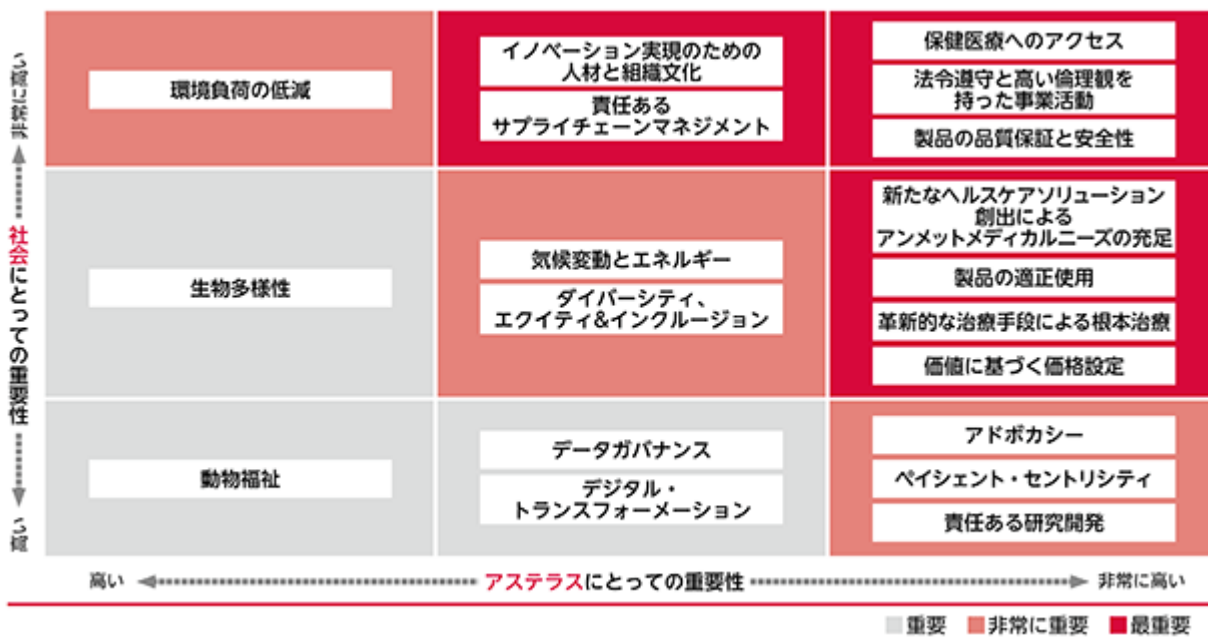 非常に高い
社会にとっての重要性
高い
環境負荷の低減
イノベーション実現のための
人材と組織文化
責任ある
サプライチェーンマネジメント
保健医療へのアクセス
法令遵守と高い倫理観を
持った事業活動
製品の品質保証と安全性
生物多様性
気候変動とエネルギー
ダイバーシティ、
エクイティ&インクルージョン
新たなヘルスケアソリューション
創出による
アンメットメディカルニーズの充足
製品の適正使用
革新的な治療手段による根本治療
価値に基づく価格設定
動物福祉
データガバナンス
デジタル・
トランスフォーメーション
アドボカシー
ペイシェント・セントリシティ
責任ある研究開発
高い
アステラスにとっての重要性
非常に高い
重要
非常に重要
最重要